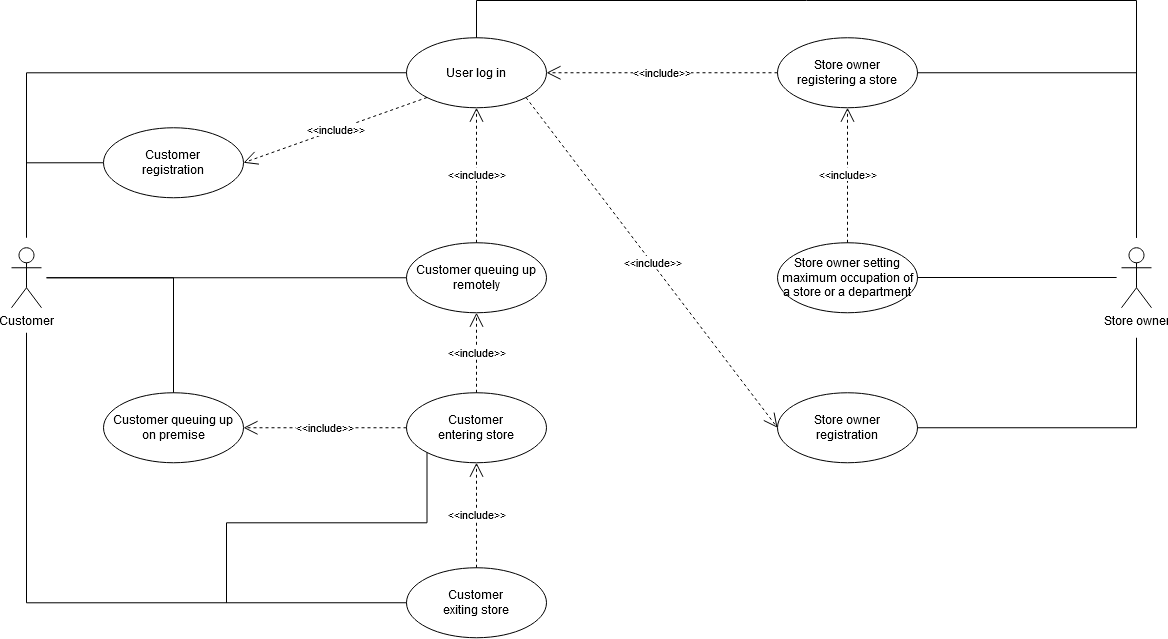 User log in
Store owner
registering a store
<<include>>
<<include>>
Customer
registration
<<include>>
<<include>>
<<include>>
Customer queuing up
remotely
Store owner setting
maximum occupation of
a store or a department
Customer
Store owner
<<include>>
Customer queuing up
on premise
<<include>>
Customer
entering store
Store owner
registration
<<include>>
Customer
exiting store